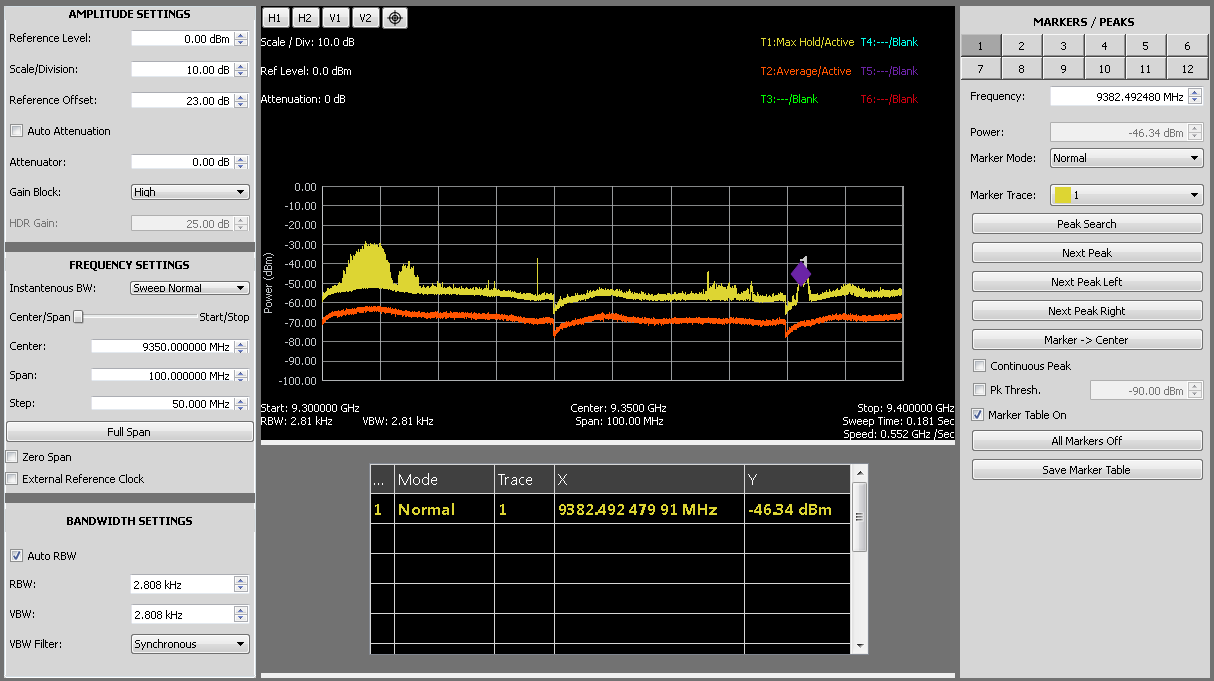 AMPLITUDE SETTINGS
Reference Level: 0.00 dBm
Scale/Division: 10.00 dB
Reference Offset: 23.00 dB
Auto Attenuation
Attenuator: 0.00 dB
Gain Block: High
HDR Gain: 25.00 dB
FREQUENCY SETTINGS
Instantenous BW: Sweep Normal
Center/Span Start/Stop
Center: 9350.000000 MHz
Span: 100.000000 MHz
Step: 50.000 MHz
Full Span
Zero Span
External Reference Clock
BANDWIDTH SETTINGS
Auto RBW
RBW: 2.808 kHz
VBW: 2.808 kHz
VBW Filter: Synchronous
H1 H2 V1 V2
Scale / Div: 10.0 dB T1:Max Hold/Active T4:---/Blank
Ref Level: 0.0 dBm T2:Average/Active T5:---/Blank
Attenuation: 0 dB T3:---/Blank T6:---/Blank
Power (dBm)
0.00
-10.00
-20.00
-30.00
-40.00
-50.00
-60.00
-70.00
-80.00
-90.00
-100.00
1
Start: 9.300000 GHz Center: 9.3500 GHz Stop: 9.400000 GHz
RBW: 2.81 kHz VBW: 2.81 kHz Span: 100.00 MHz Sweep Time: 0.181 Sec
Speed: 0.552 GHz /Sec
... Mode Trace X Y
1 Normal 1 9382.492 479 91 MHz -46.34 dBm
MARKERS / PEAKS
1 2 3 4 5 6
7 8 9 10 11 12
Frequency: 9382.492480 MHz
Power: -46.34 dBm
Marker Mode: Normal
Marker Trace: 1
Peak Search
Next Peak
Next Peak Left
Next Peak Right
Marker -> Center
Continuous Peak
Pk Thresh. -90.00 dBm
Marker Table On
All Markers Off
Save Marker Table